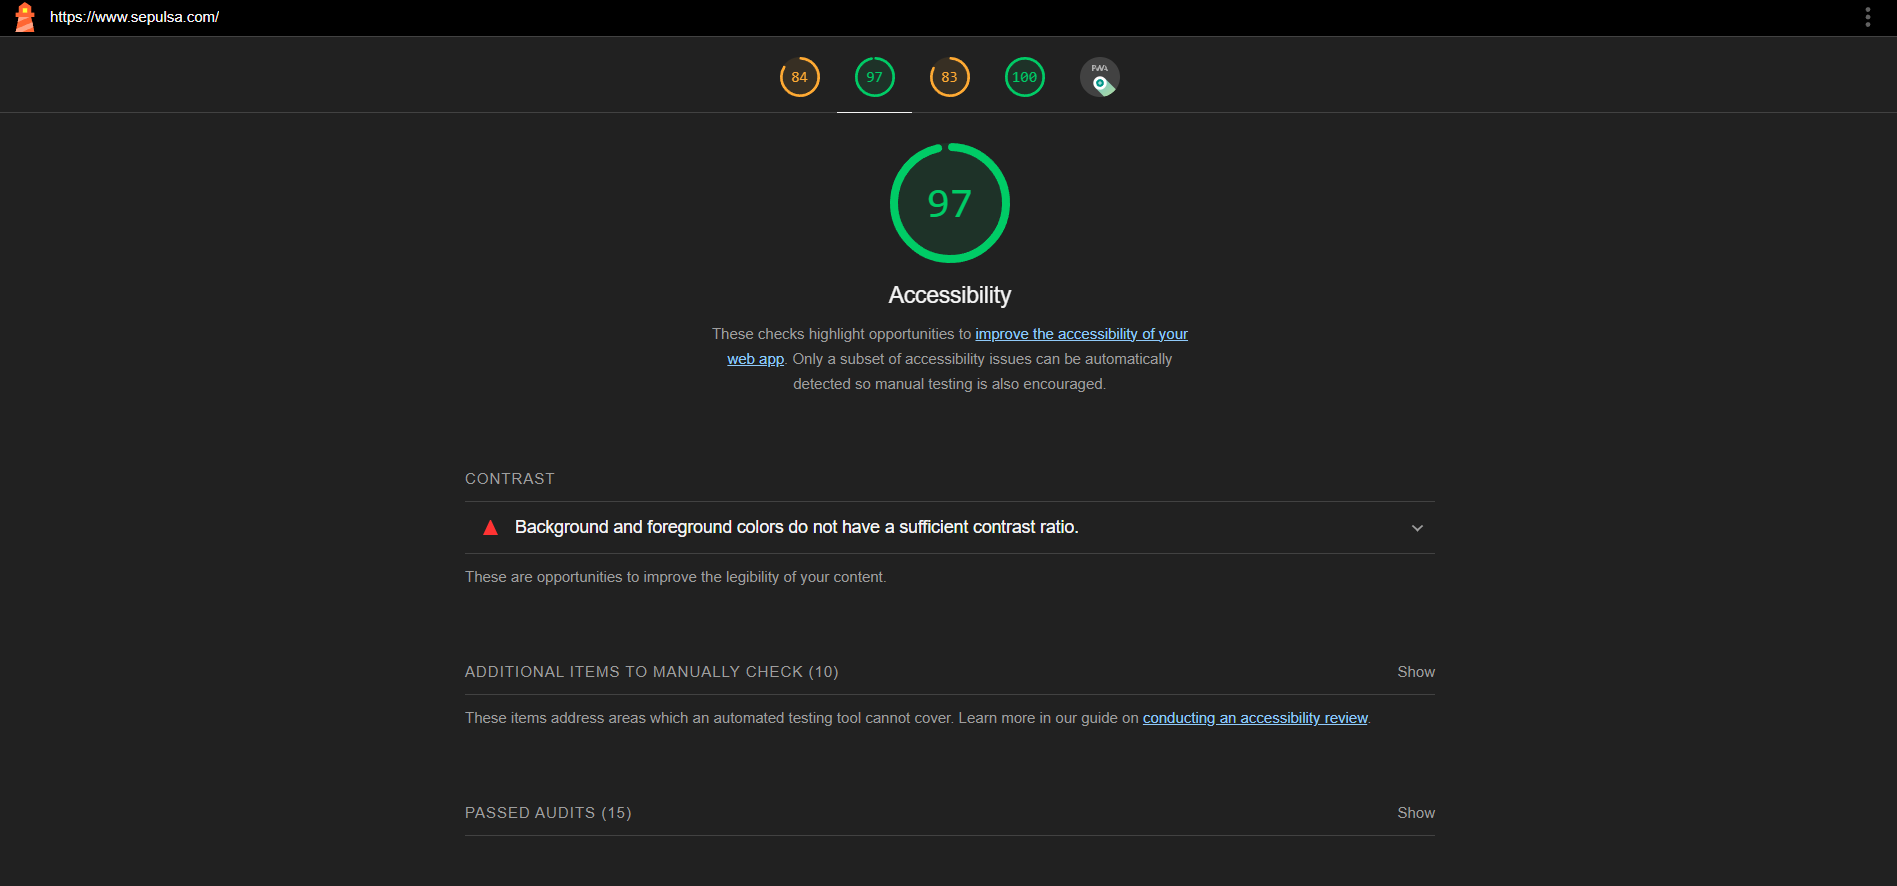 https://www.sepulsa.com/
84 97 83 100 PWA
97
Accessibility
These checks highlight opportunities to improve the accessibility of your
web app. Only a subset of accessibility issues can be automatically
detected so manual testing is also encouraged.
CONTRAST
Background and foreground colors do not have a sufficient contrast ratio.
These are opportunities to improve the legibility of your content.
ADDITIONAL ITEMS TO MANUALLY CHECK (10) Show
These items address areas which an automated testing tool cannot cover. Learn more in our guide on conducting an accessibility review.
PASSED AUDITS (15) Show